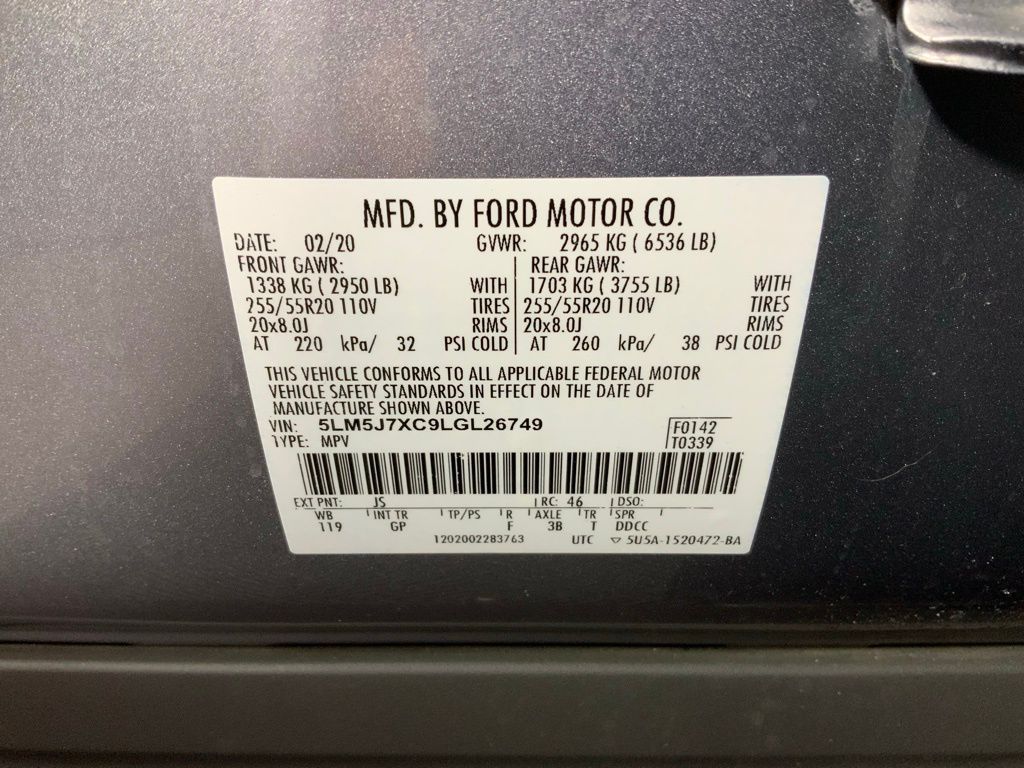 MFD. BY FORD MOTOR CO.
DATE: 02/20 GVWR: 2965 KG ( 6536 LB)
FRONT GAWR: REAR GAWR:
1338 KG ( 2950 LB) WITH 1703 KG ( 3755 LB) WITH
255/55R20 110V TIRES 255/55R20 110V TIRES
20x8.0J RIMS 20x8.0J RIMS
AT 220 kPa/ 32 PSI COLD AT 260 kPa/ 38 PSI COLD
THIS VEHICLE CONFORMS TO ALL APPLICABLE FEDERAL MOTOR
VEHICLE SAFETY STANDARDS IN EFFECT ON THE DATE OF
MANUFACTURE SHOWN ABOVE.
VIN: 5LM5J7XC9LGL26749 F0142
TYPE: MPV T0339
EXT PNT: JS RC: 46 DSO:
WB INT TR TP/PS R AXLE TR SPR
119 GP F 3B T DDCC
1202002283763 UTC ▽ 5U5A-1520472-BA